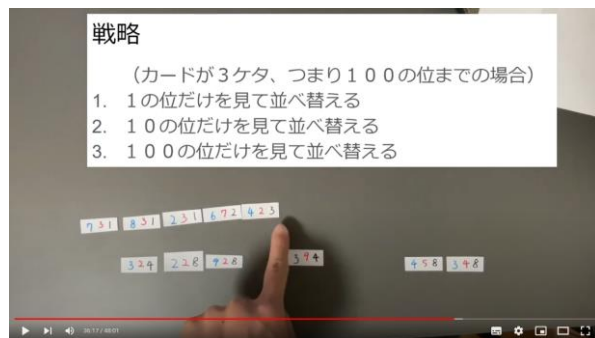 戦略
（カードが３ケタ、つまり１００の位までの場合）
1. １の位だけを見て並べ替える
2. １０の位だけを見て並べ替える
3. １００の位だけを見て並べ替える
731 831 231 672 423
324 228 928 394 458 348